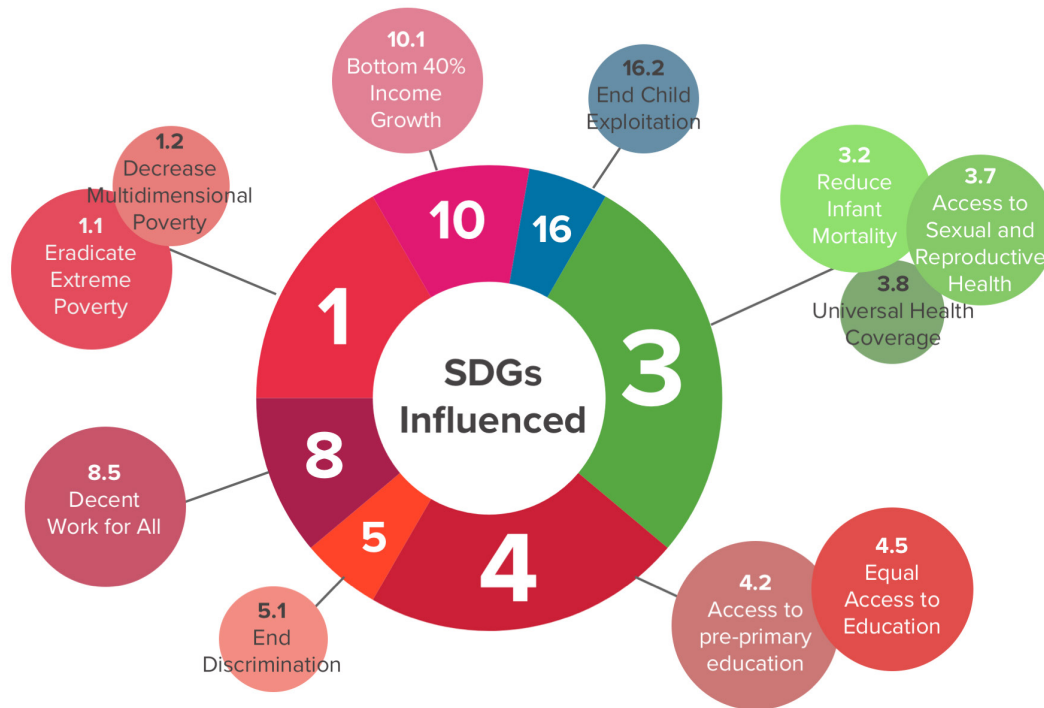 10.1
Bottom 40%
Income
Growth
16.2
End Child
Exploitation
1.2
Decrease
Multidimensional
Poverty
1.1
Eradicate
Extreme
Poverty
3.2
Reduce
Infant
Mortality
3.7
Access to
Sexual and
Reproductive
Health
3.8
Universal Health
Coverage
10
16
1
3
SDGs
Influenced
8
5
4
8.5
Decent
Work for All
5.1
End
Discrimination
4.2
Access to
pre-primary
education
4.5
Equal
Access to
Education